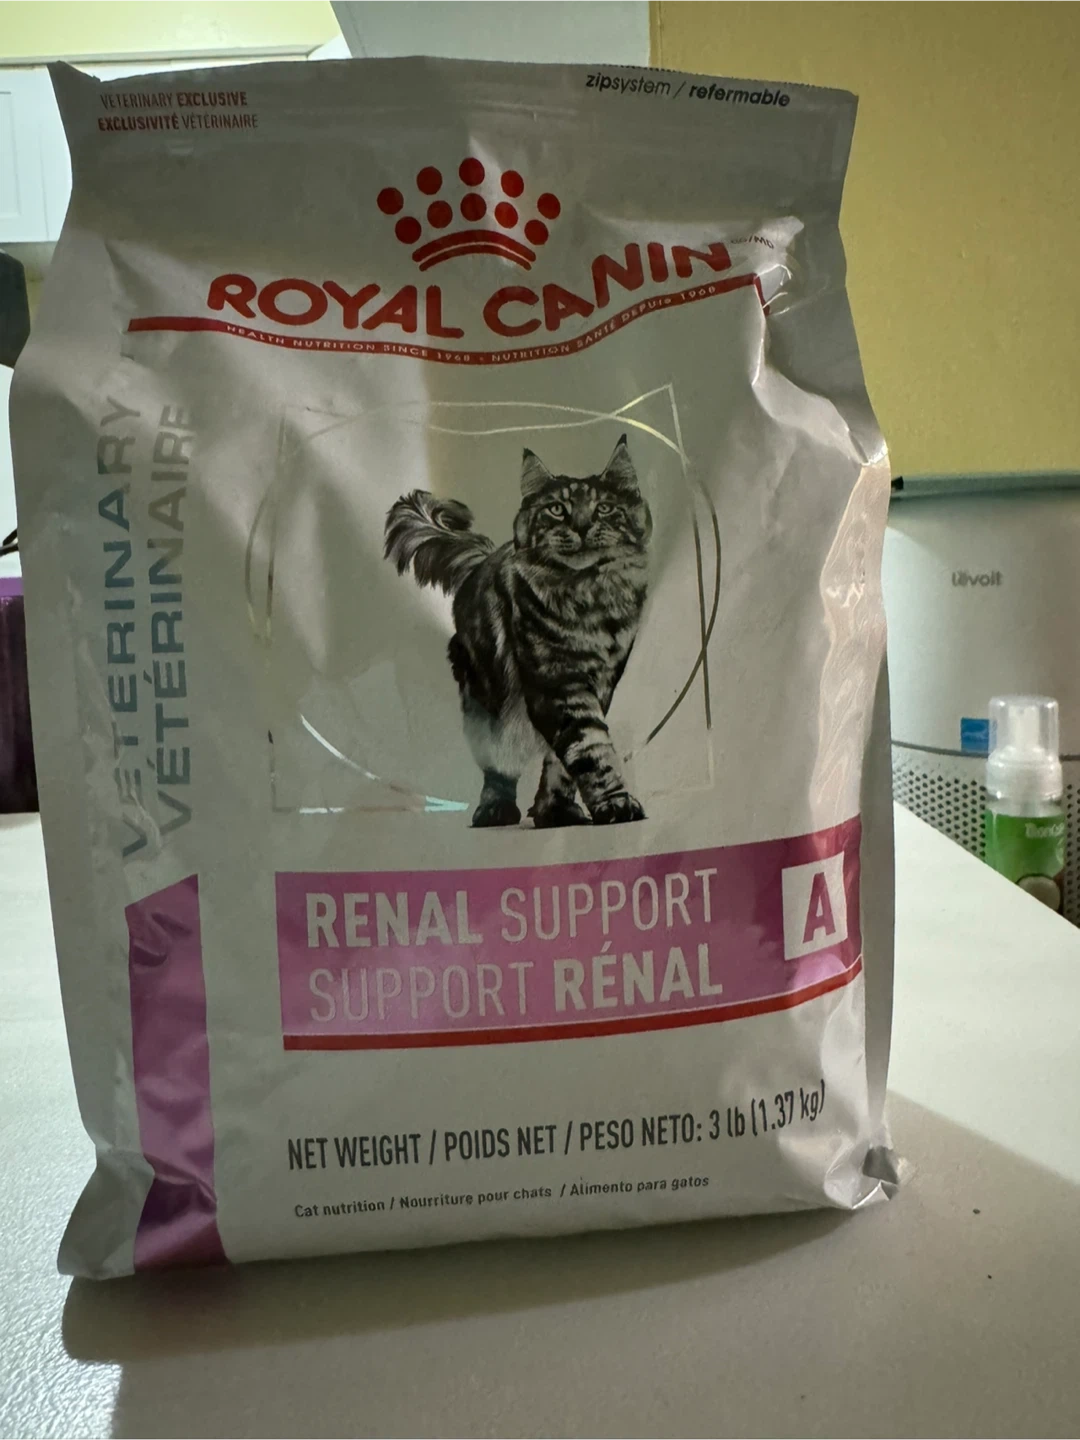 VETERINARY EXCLUSIVE
EXCLUSIVITÉ VÉTÉRINAIRE
zipsystem / refermable
ROYAL CANIN
HEALTH NUTRITION SINCE 1968 - NUTRITION SANTÉ DEPUIS 1968
VETERINARY
VÉTÉRINAIRE
lëvoit
RENAL SUPPORT
SUPPORT RÉNAL
A
NET WEIGHT / POIDS NET / PESO NETO: 3 lb (1.37 kg)
Cat nutrition / Nourriture pour chats / Alimento para gatos